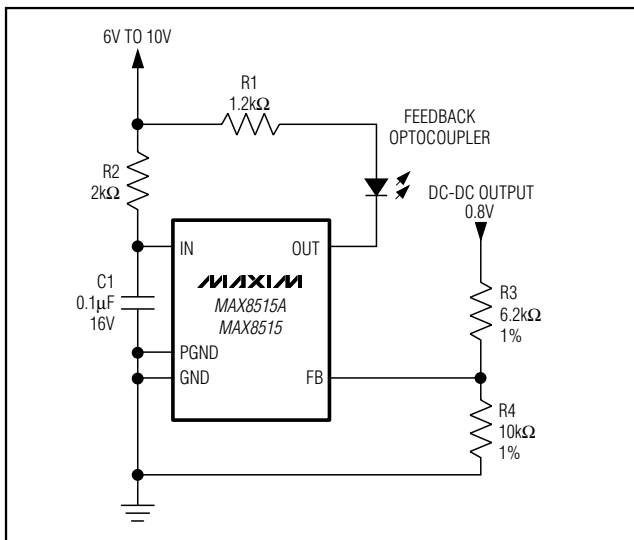 6V TO 10V
R1
1.2kΩ
FEEDBACK
OPTOCOUPLER
R2
2kΩ
DC-DC OUTPUT
0.8V
IN
OUT
MAXIM
C1
0.1μF
16V
MAX8515A
MAX8515
R3
6.2kΩ
1%
PGND
GND
FB
R4
10kΩ
1%